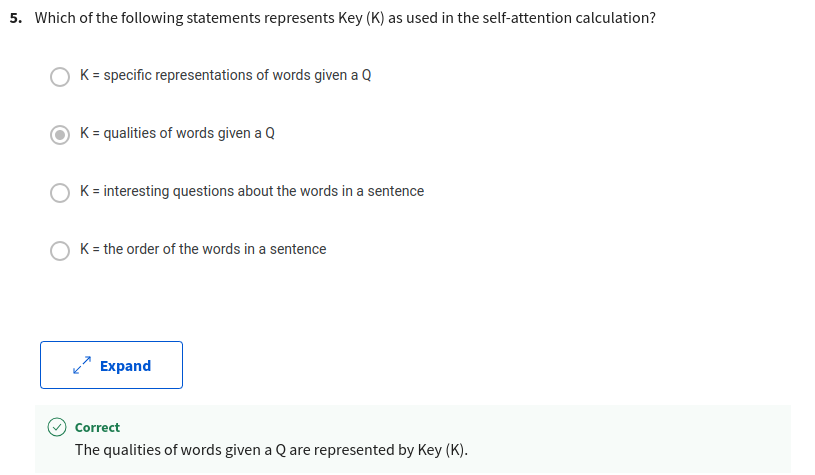 5. Which of the following statements represents Key (K) as used in the self-attention calculation?
K = specific representations of words given a Q
K = qualities of words given a Q
K = interesting questions about the words in a sentence
K = the order of the words in a sentence
Expand
Correct
The qualities of words given a Q are represented by Key (K).